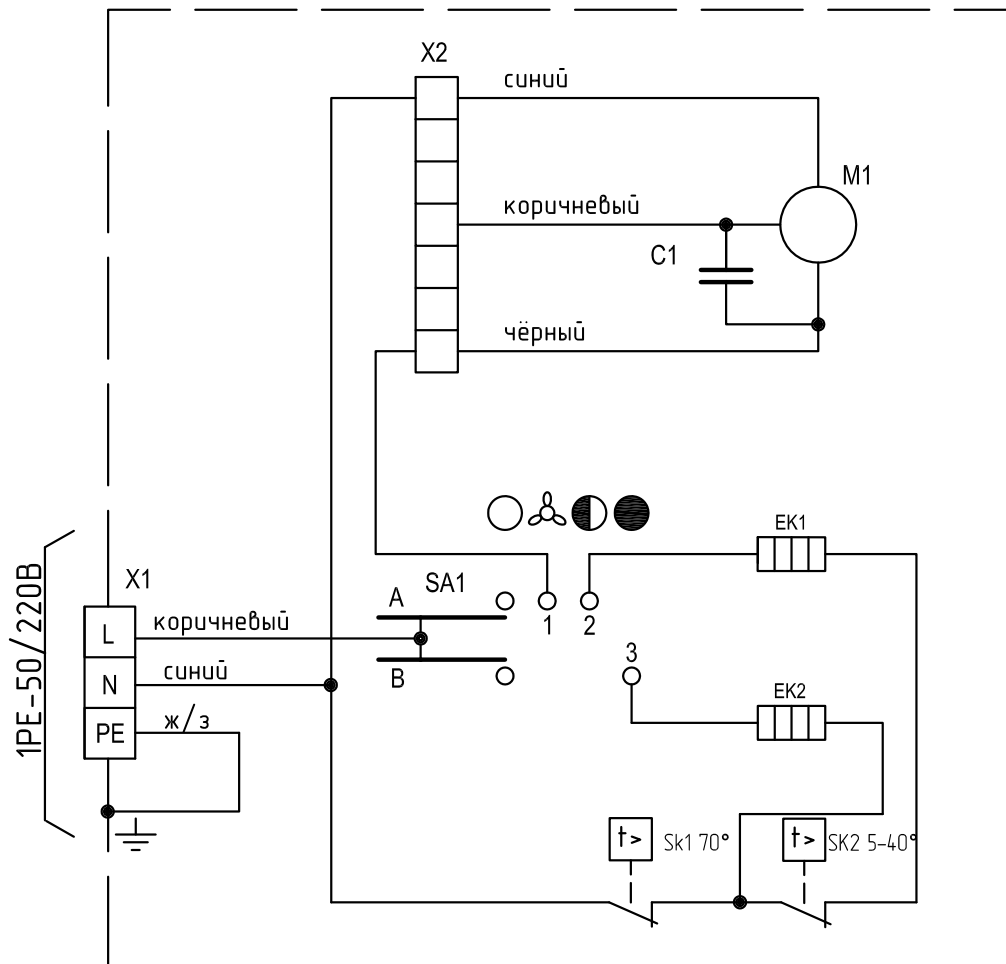 X2
синий
M1
коричневый
C1
чёрный
EK1
SA1
A
1
2
X1
L
коричневый
B
3
N
синий
EK2
PE
ж/з
1PE-50/220В
t>
Sk1 70°
t>
SK2 5-40°